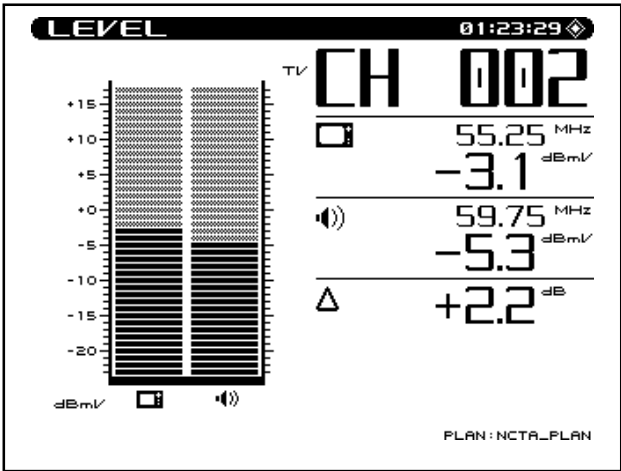 LEVEL 01:23:29
TV CH 002
55.25 MHz
-3.1 dBmV
59.75 MHz
-5.3 dBmV
Δ +2.2 dB
+15
+10
+5
+0
-5
-10
-15
-20
dBmV
PLAN:NCTA_PLAN